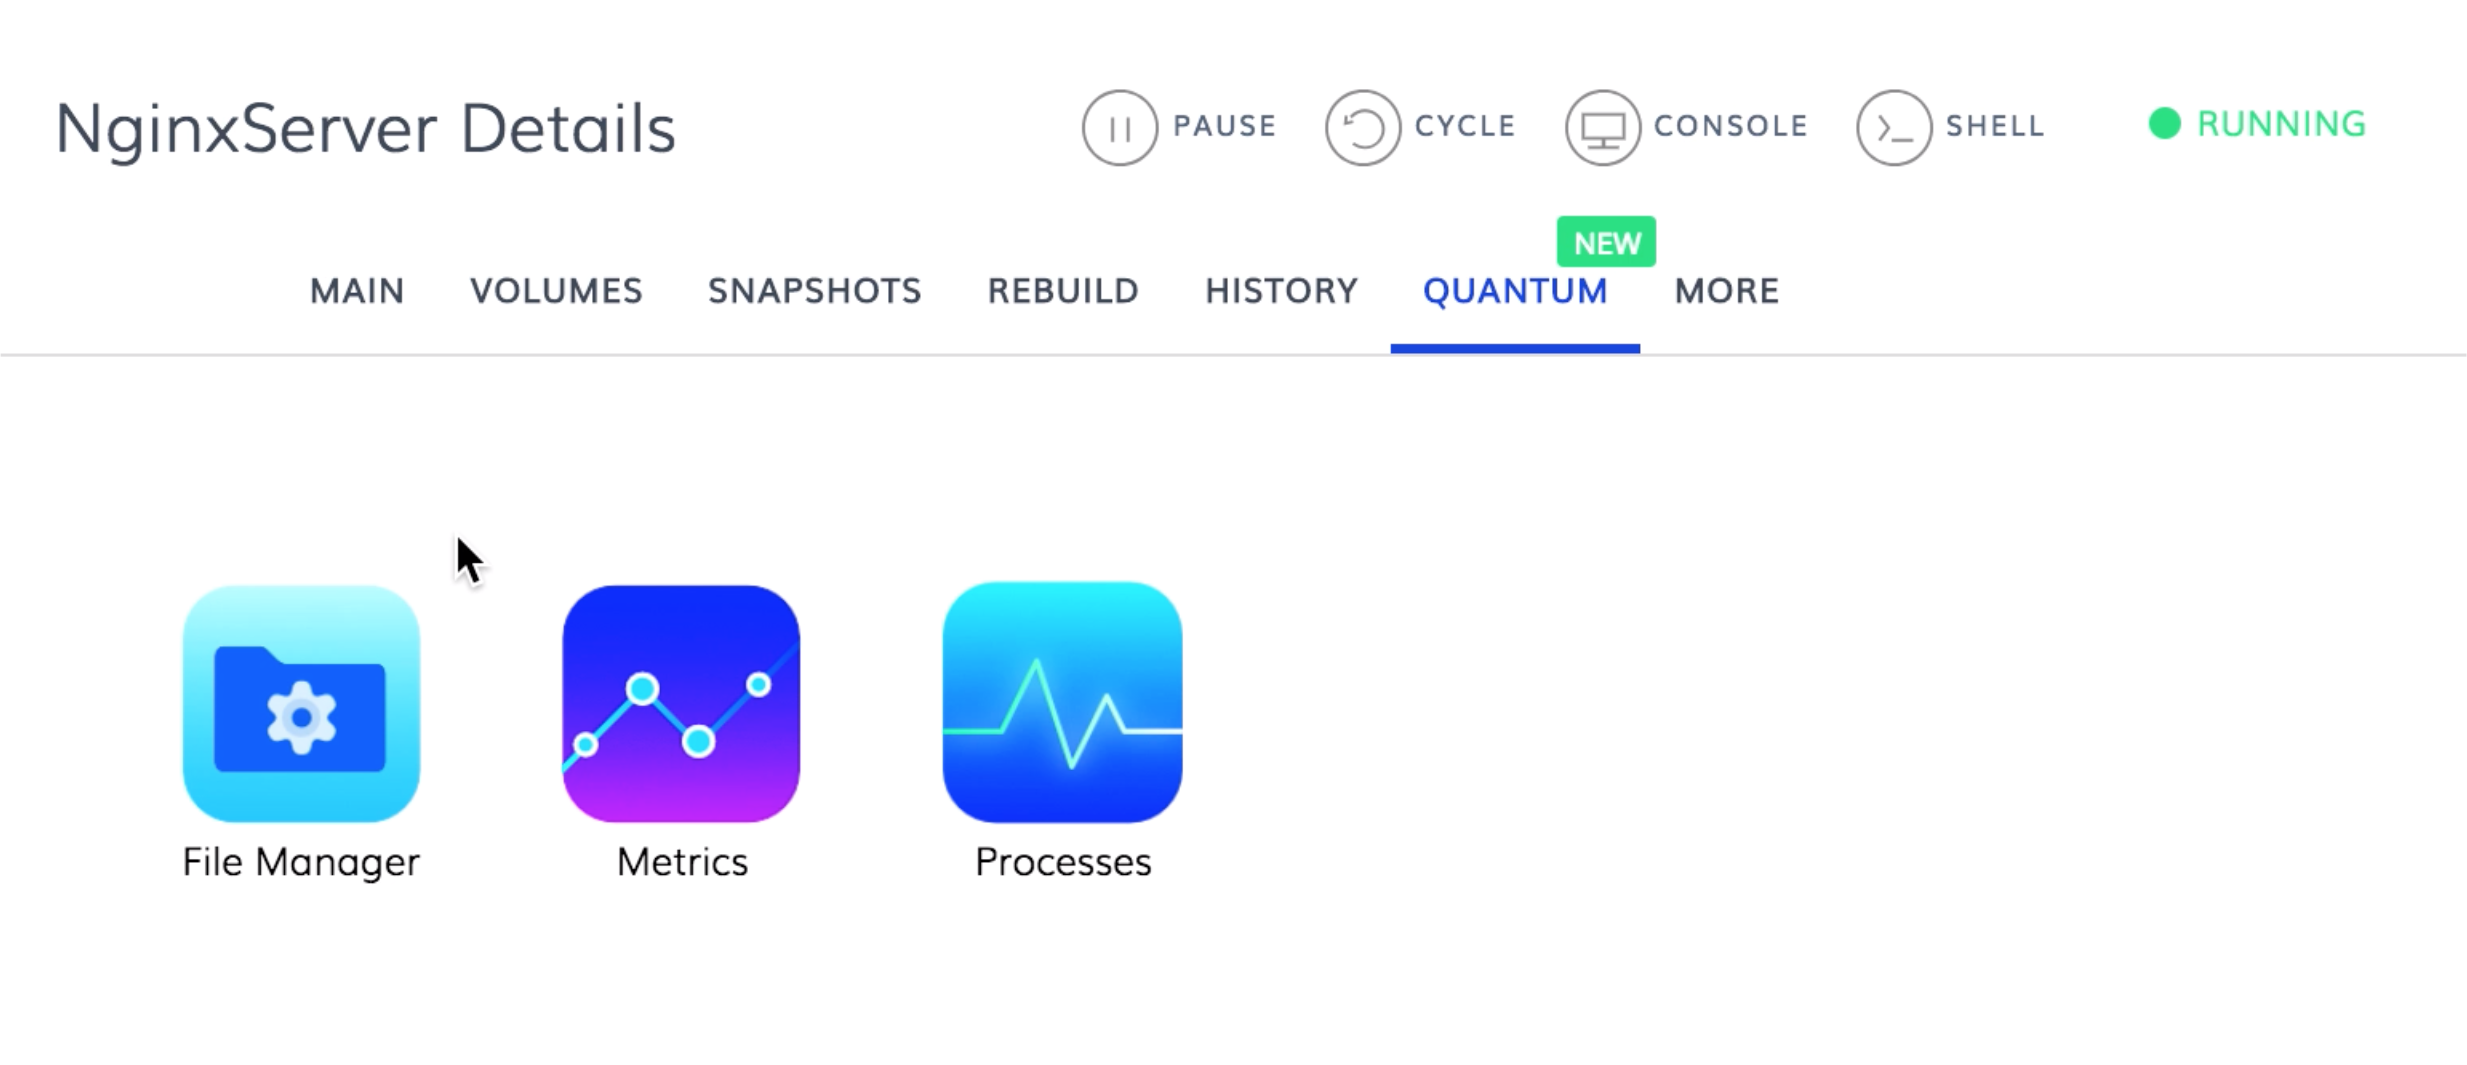 NginxServer Details
PAUSE
CYCLE
CONSOLE
SHELL
RUNNING
NEW
MAIN
VOLUMES
SNAPSHOTS
REBUILD
HISTORY
QUANTUM
MORE
File Manager
Metrics
Processes